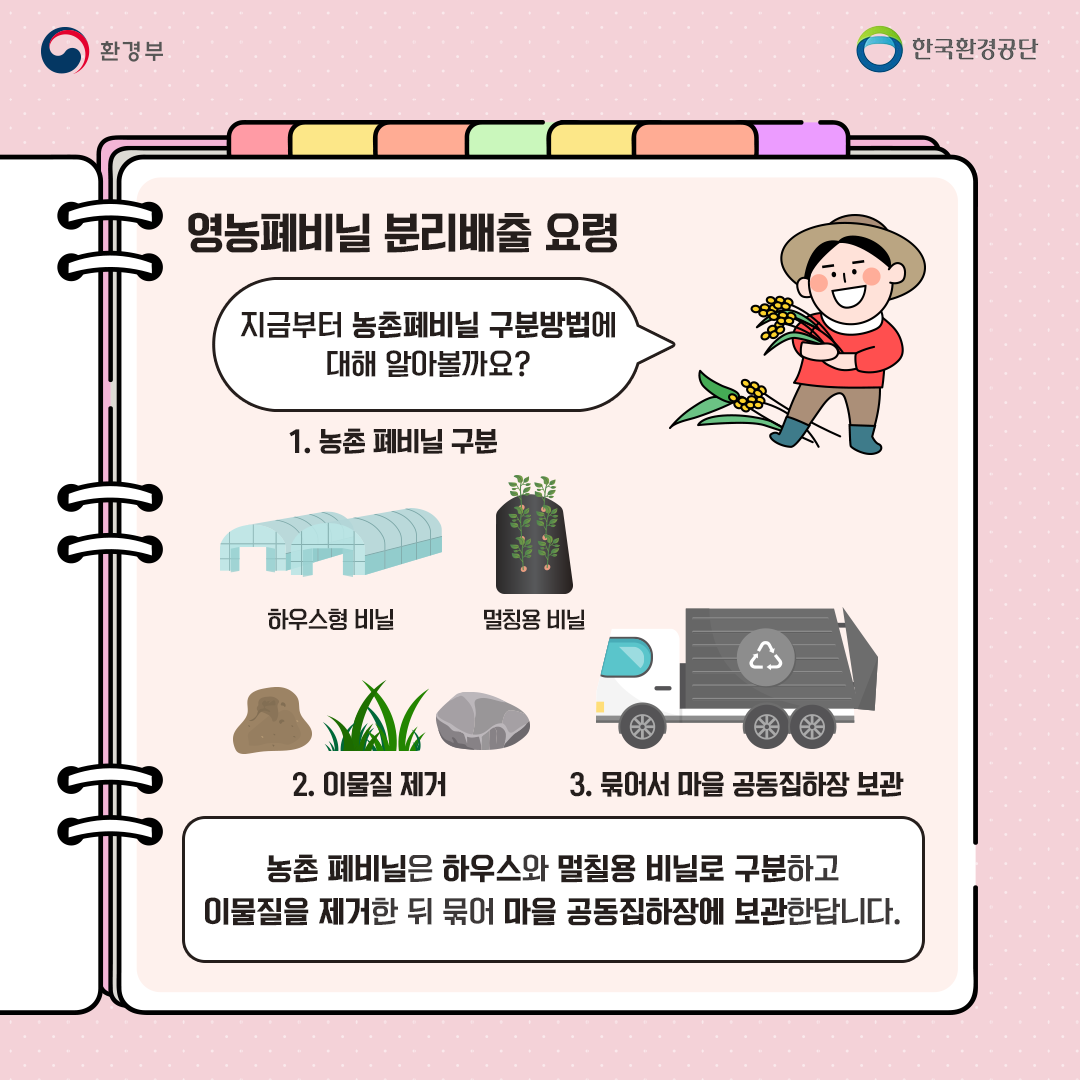 환경부
한국환경공단
영농폐비닐 분리배출 요령
지금부터 농촌폐비닐 구분방법에
대해 알아볼까요?
1. 농촌 폐비닐 구분
하우스형 비닐
멀칭용 비닐
2. 이물질 제거
3. 묶어서 마을 공동집하장 보관
농촌 폐비닐은 하우스와 멀칠용 비닐로 구분하고
이물질을 제거한 뒤 묶어 마을 공동집하장에 보관한답니다.